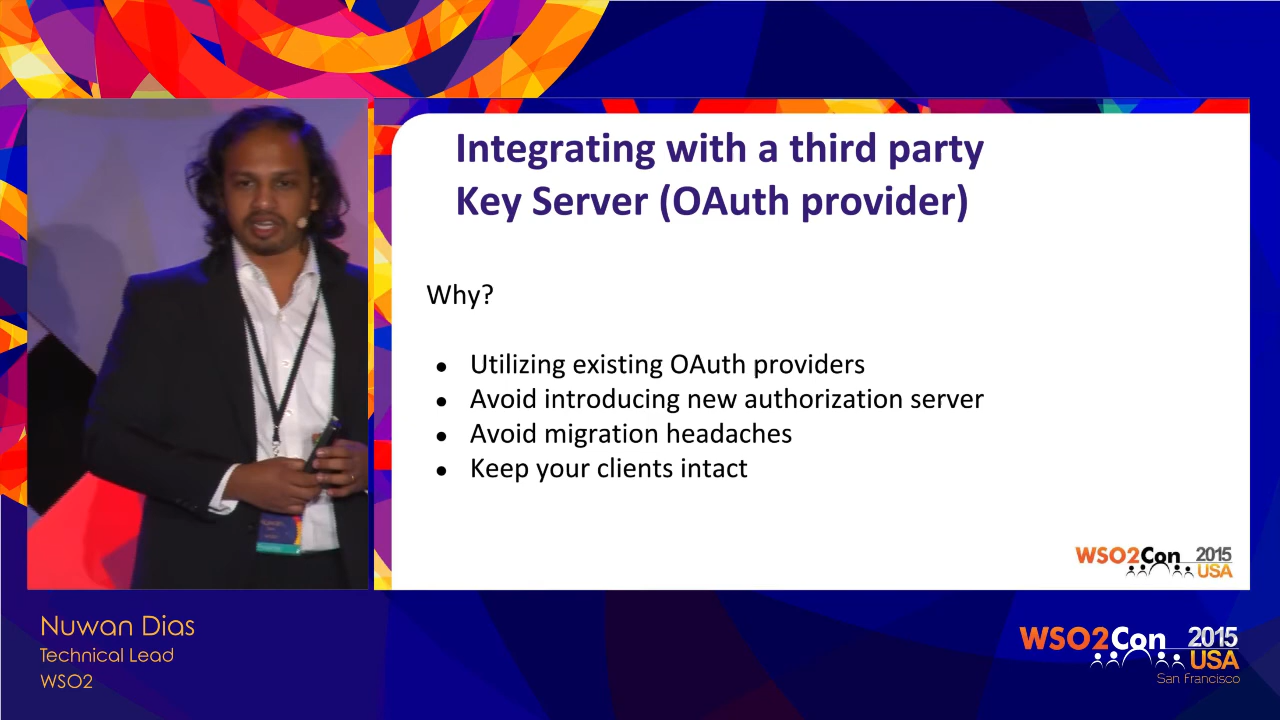 Integrating with a third party
Key Server (OAuth provider)
Why?
● Utilizing existing OAuth providers
● Avoid introducing new authorization server
● Avoid migration headaches
● Keep your clients intact
WSO2Con 2015
USA
Nuwan Dias
Technical Lead
WSO2
WSO2Con 2015
USA
San Francisco